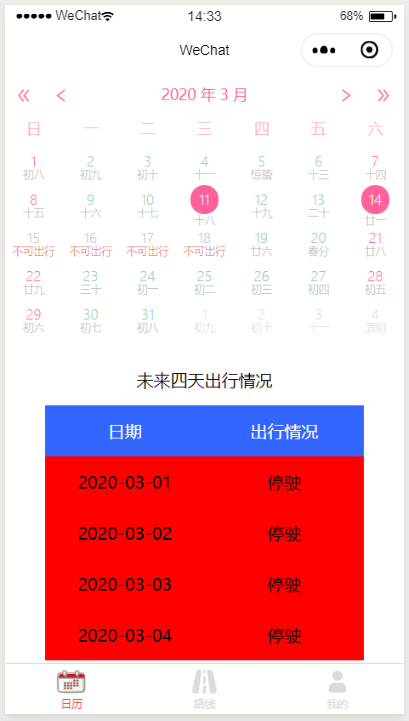 WeChat 14:33 68%
WeChat
2020 年 3 月
日 一 二 三 四 五 六
1 2 3 4 5 6 7
初八 初九 初十 十一 惊蛰 十三 十四
8 9 10 11 12 13 14
十五 十六 十七 十八 十九 二十 廿一
15 16 17 18 19 20 21
不可出行 不可出行 不可出行 不可出行 廿六 春分 廿八
22 23 24 25 26 27 28
廿九 三十 初一 初二 初三 初四 初五
29 30 31 1 2 3 4
初六 初七 初八 初九 初十 十一 清明
未来四天出行情况
日期 出行情况
2020-03-01 停驶
2020-03-02 停驶
2020-03-03 停驶
2020-03-04 停驶
日历 路线 我的